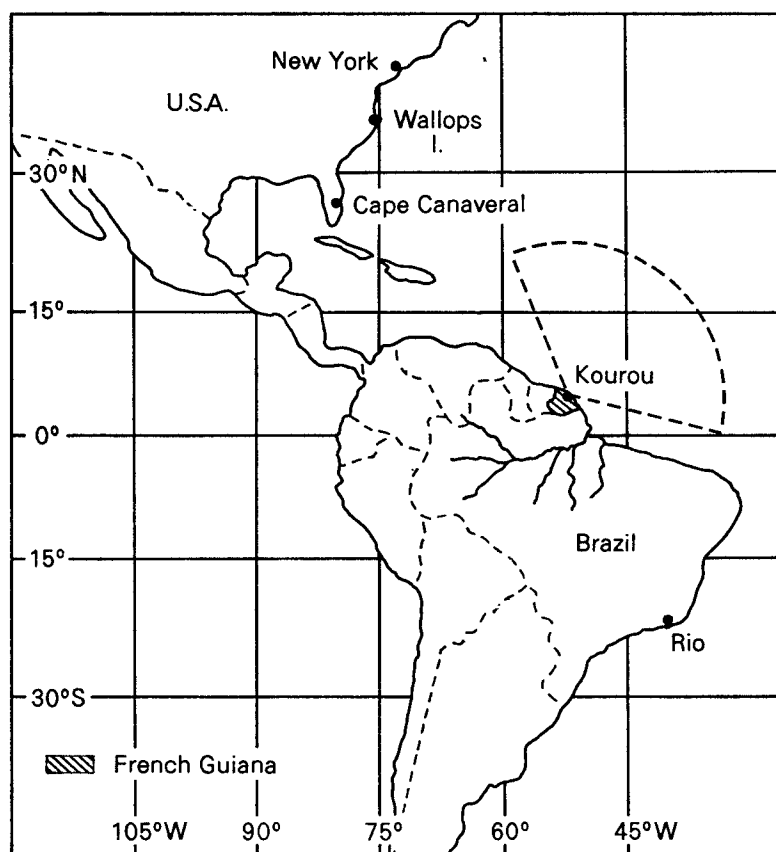 New York
U.S.A.
Wallops
I.
30°N
Cape Canaveral
15°
Kourou
0°
Brazil
15°
Rio
30°S
French Guiana
105°W 90° 75° 60° 45°W